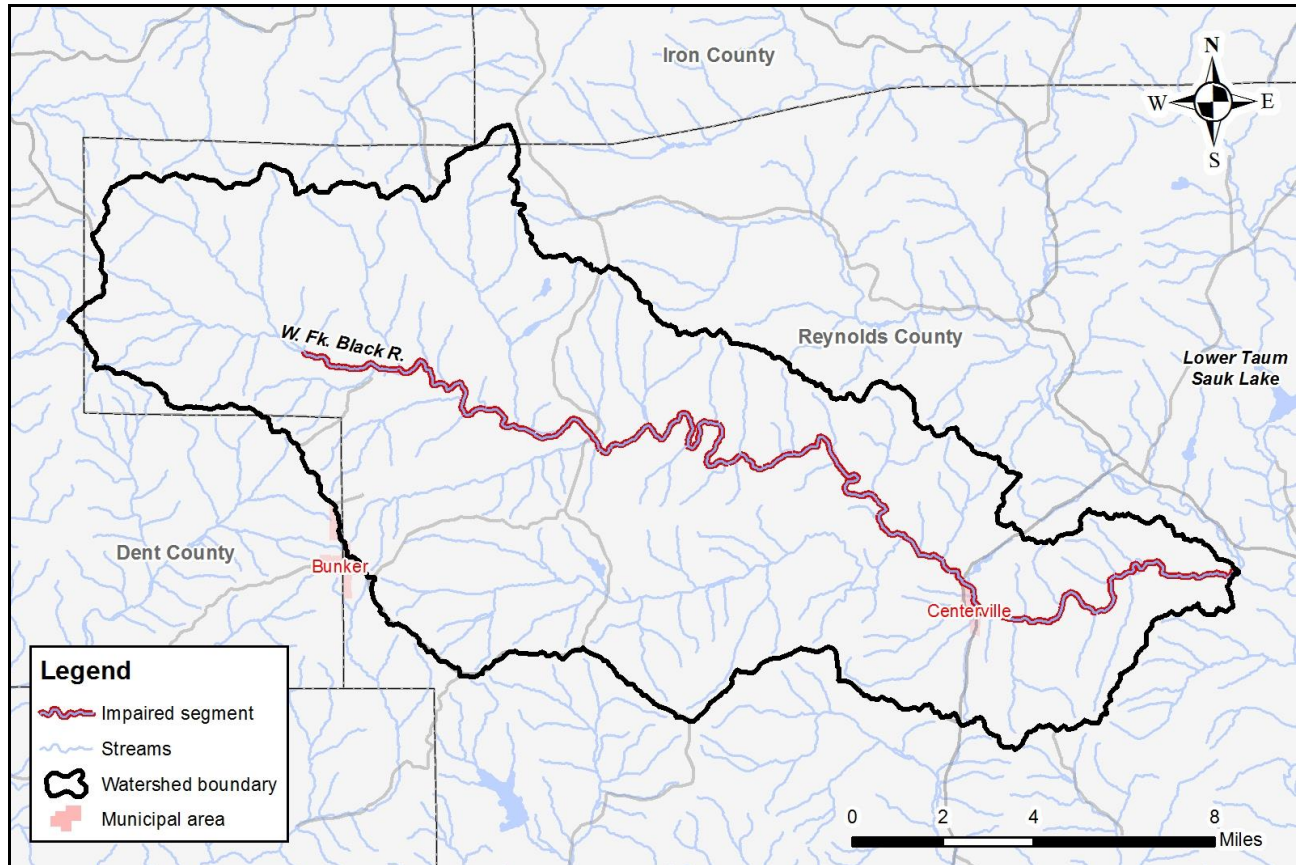 Iron County
N
W
E
S
W. Fk. Black R.
Reynolds County
Lower Taum
Sauk Lake
Dent County
Bunker
Centerville
Legend
Impaired segment
Streams
Watershed boundary
Municipal area
0 2 4 8
Miles